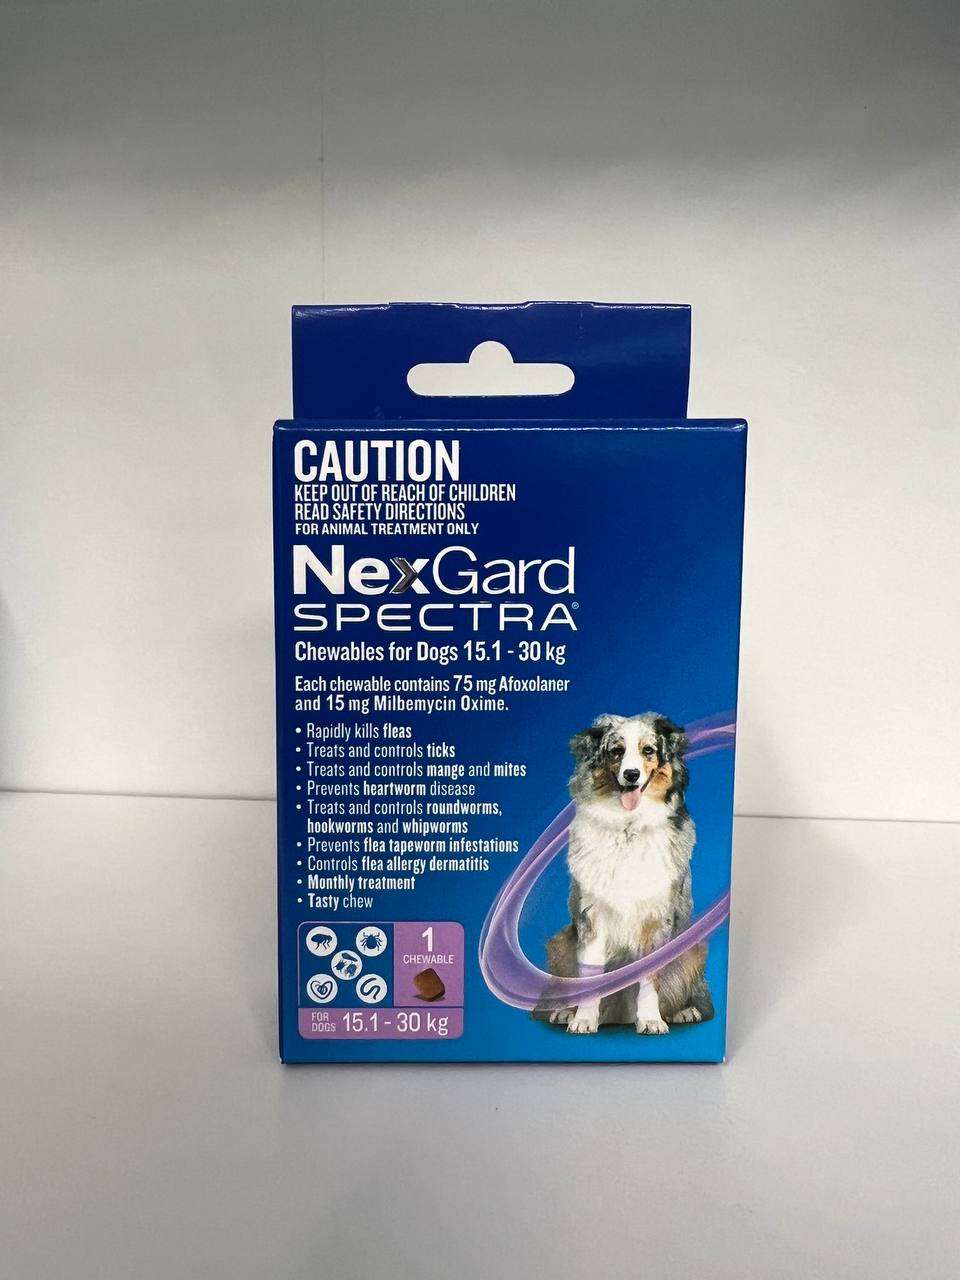 CAUTION
KEEP OUT OF REACH OF CHILDREN
READ SAFETY DIRECTIONS
FOR ANIMAL TREATMENT ONLY
NexGard
SPECTRA®
Chewables for Dogs 15.1 - 30 kg
Each chewable contains 75 mg Afoxolaner
and 15 mg Milbemycin Oxime.
• Rapidly kills fleas
• Treats and controls ticks
• Treats and controls mange and mites
• Prevents heartworm disease
• Treats and controls roundworms,
hookworms and whipworms
• Prevents flea tapeworm infestations
• Controls flea allergy dermatitis
• Monthly treatment
• Tasty chew
1
CHEWABLE
FOR
DOGS 15.1 - 30 kg